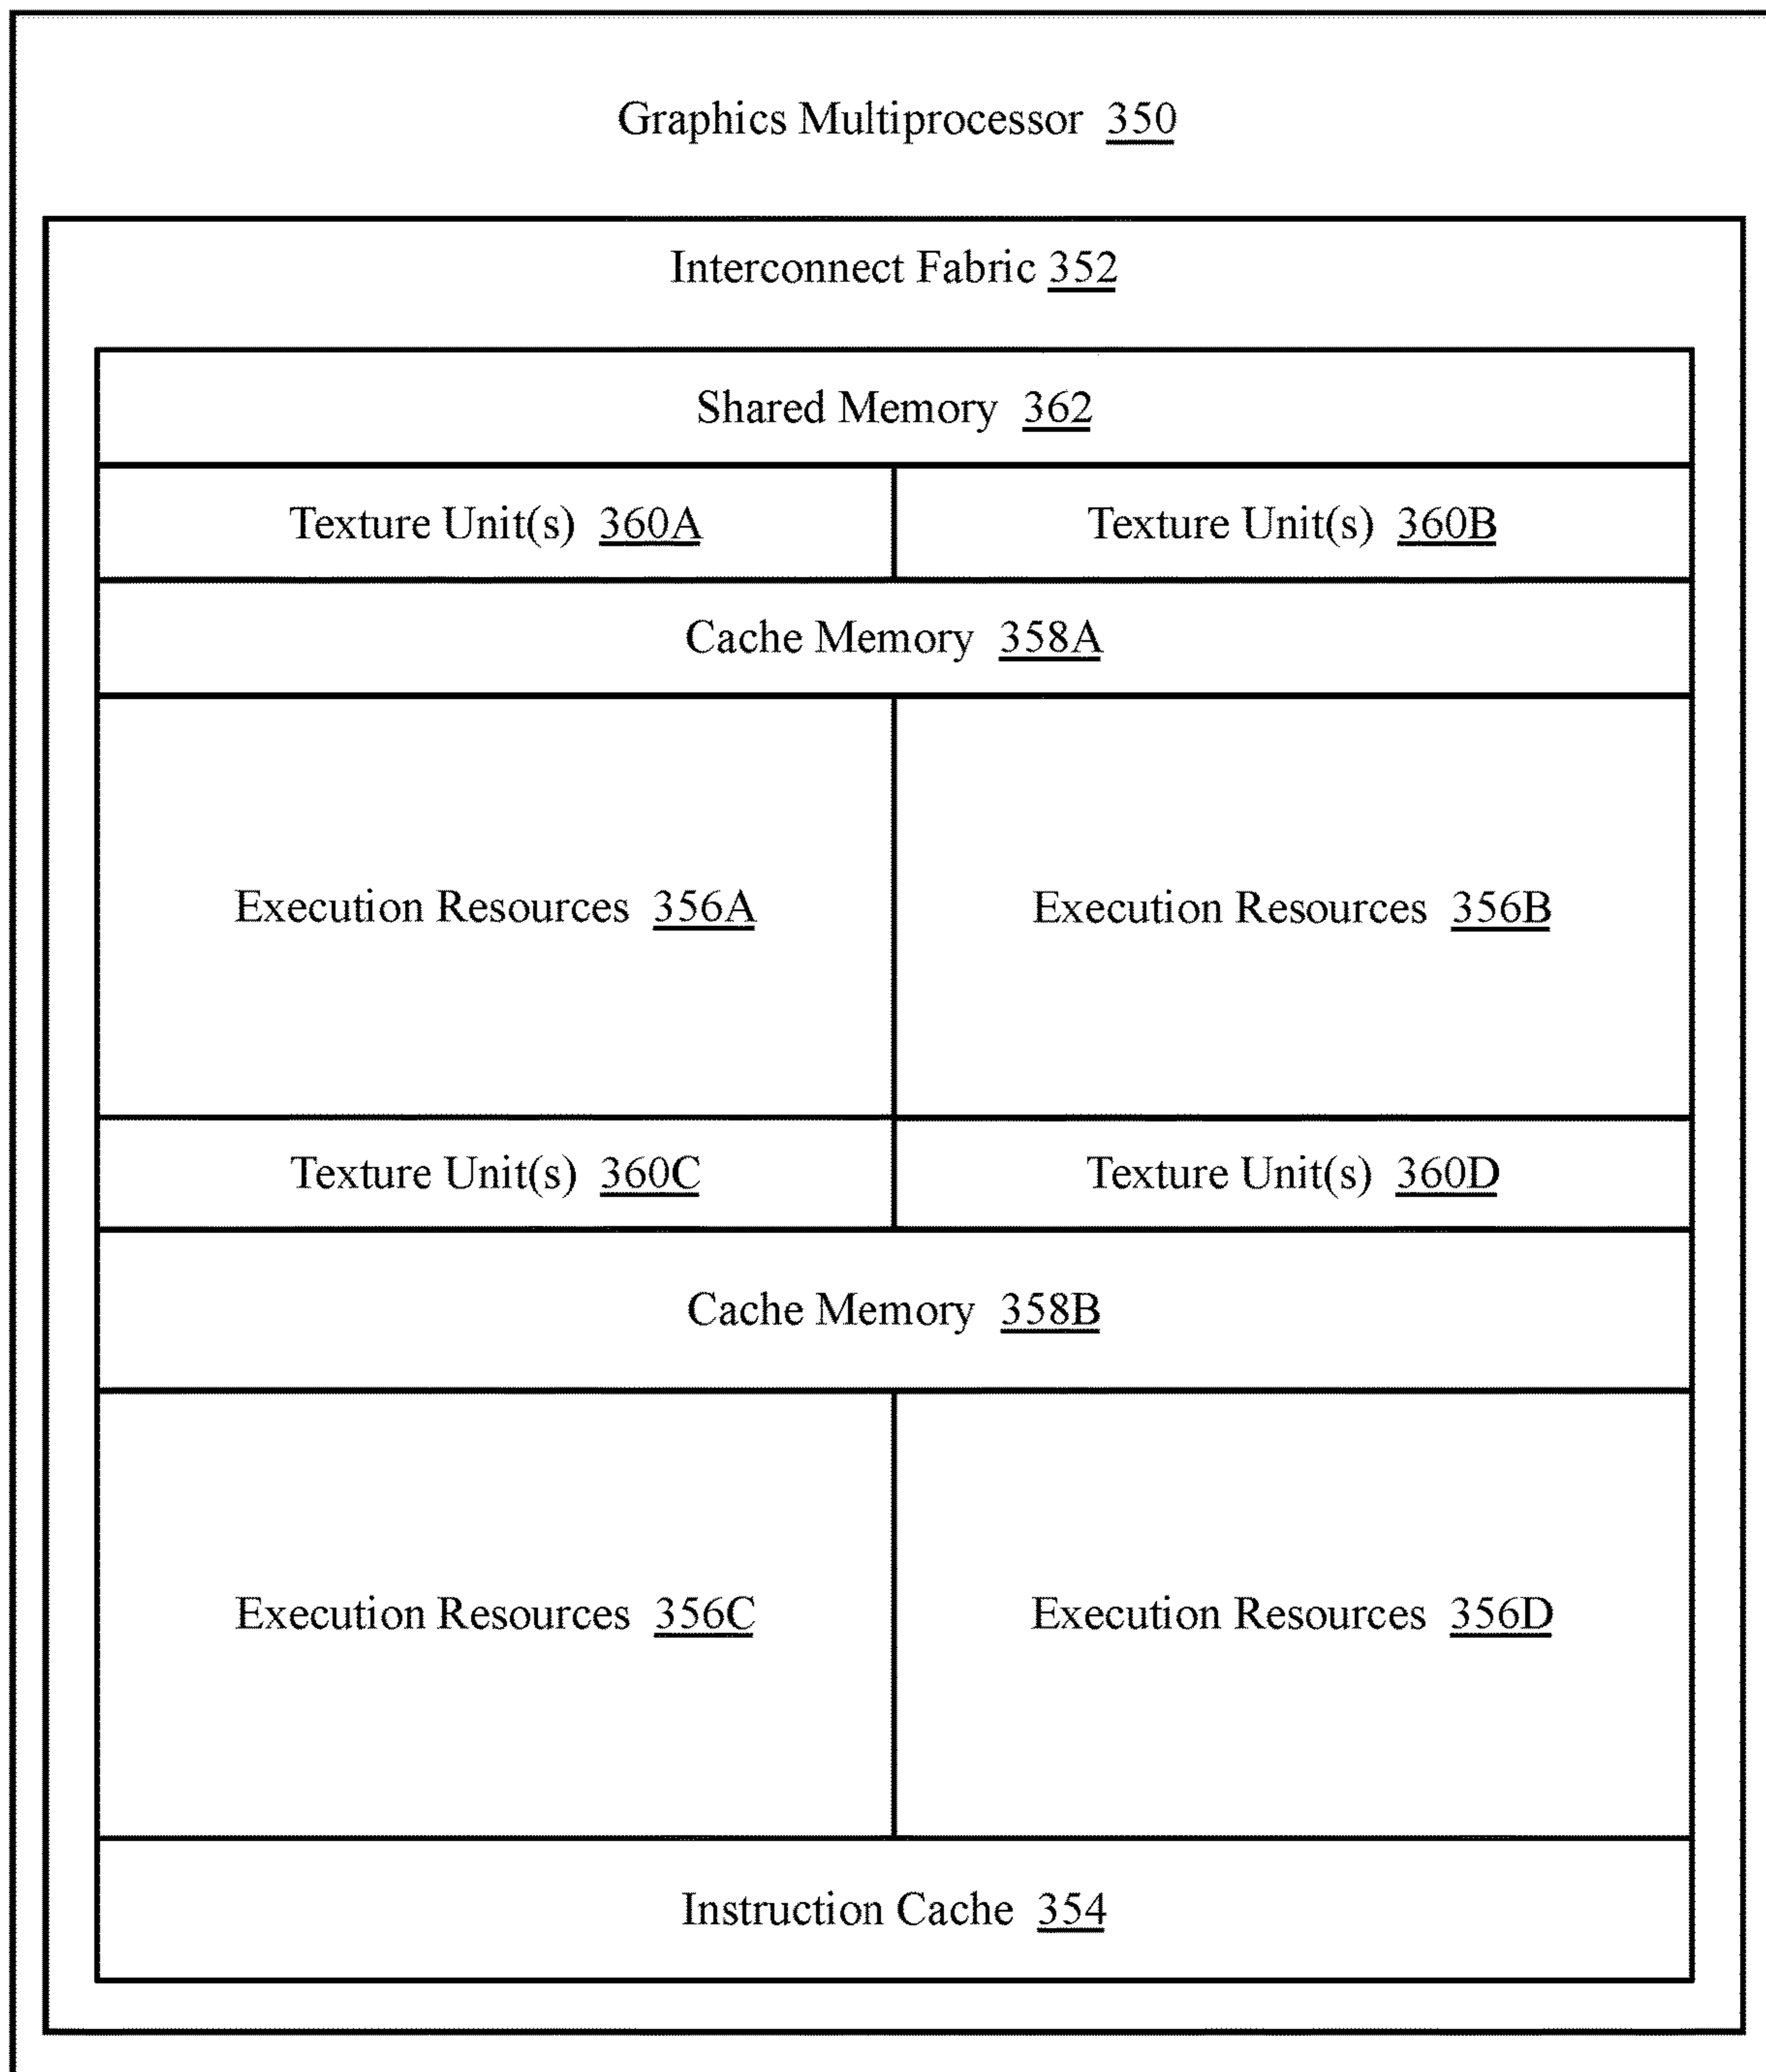 Graphics Multiprocessor 350
Interconnect Fabric 352
Shared Memory 362
Texture Unit(s) 360A
Texture Unit(s) 360B
Cache Memory 358A
Execution Resources 356A
Execution Resources 356B
Texture Unit(s) 360C
Texture Unit(s) 360D
Cache Memory 358B
Execution Resources 356C
Execution Resources 356D
Instruction Cache 354